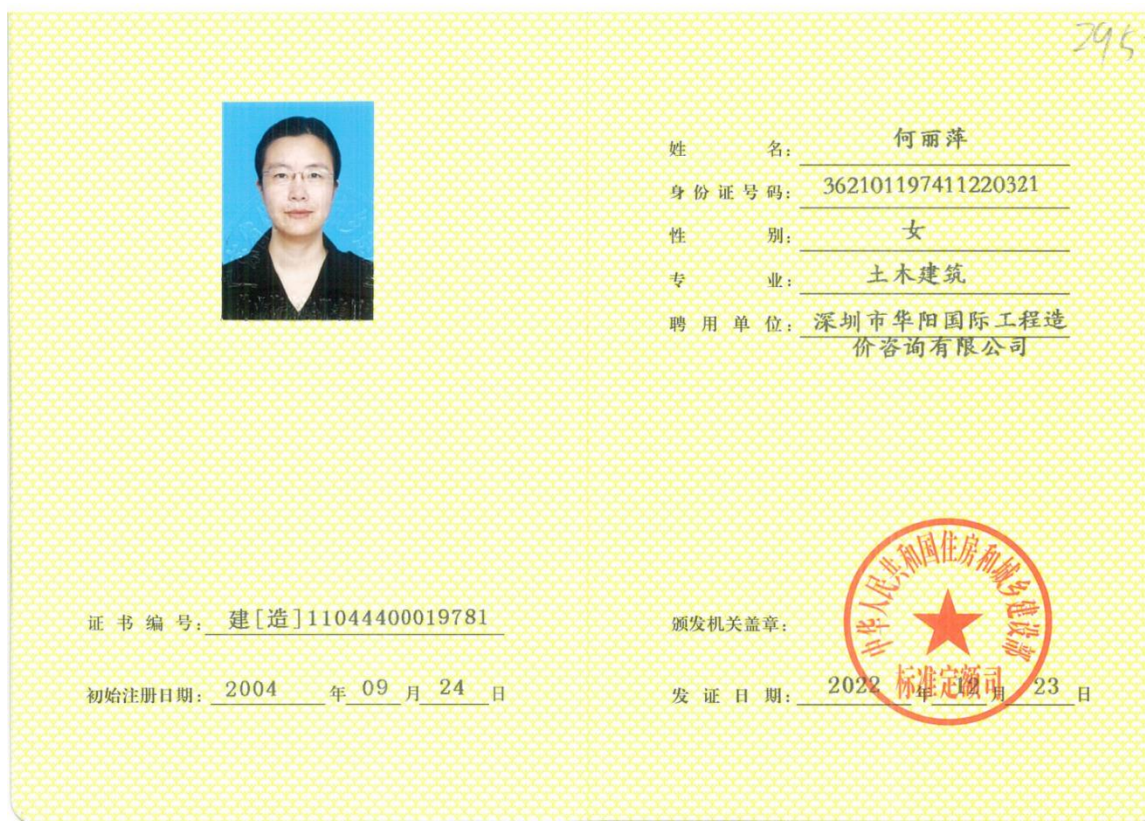 295
姓名：何丽萍
身份证号码：362101197411220321
性别：女
专业：土木建筑
聘用单位：深圳市华阳国际工程造
价咨询有限公司
证书编号：建[造]11044400019781
初始注册日期：2004年09月24日
颁发机关盖章：
中华人民共和国住房和城乡建设部
标准定额司
发证日期：2022年12月23日